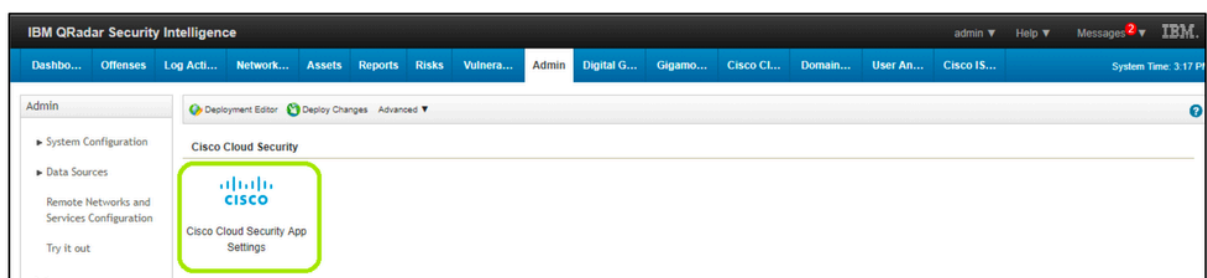 IBM QRadar Security Intelligence
admin ▼ Help ▼ Messages 2 ▼ IBM.
Dashbo... Offenses Log Acti... Network... Assets Reports Risks Vulnera... Admin Digital G... Gigamo... Cisco Cl... Domain... User An... Cisco IS... System Time: 3:17 P
Admin
Deployment Editor Deploy Changes Advanced ▼
?
► System Configuration
Cisco Cloud Security
► Data Sources
CISCO
Remote Networks and
Services Configuration
Cisco Cloud Security App
Settings
Try it out